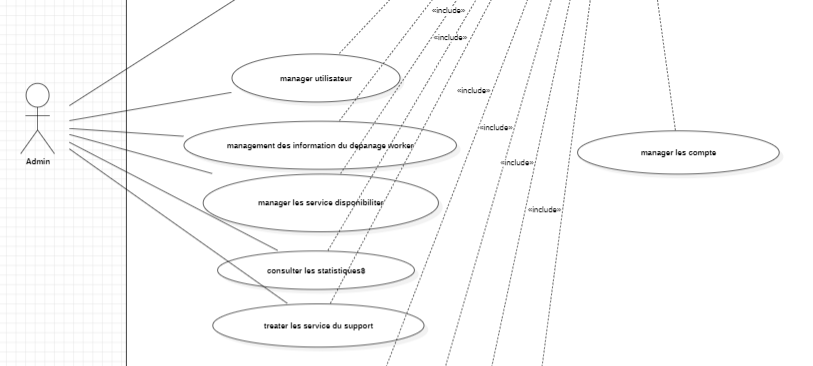 «include»
«include»
manager utilisateur
«include»
«include»
management des information du depanage worker
manager les compte
Admin
«include»
manager les service disponibiliter
«include»
consulter les statistiques8
treater les service du support